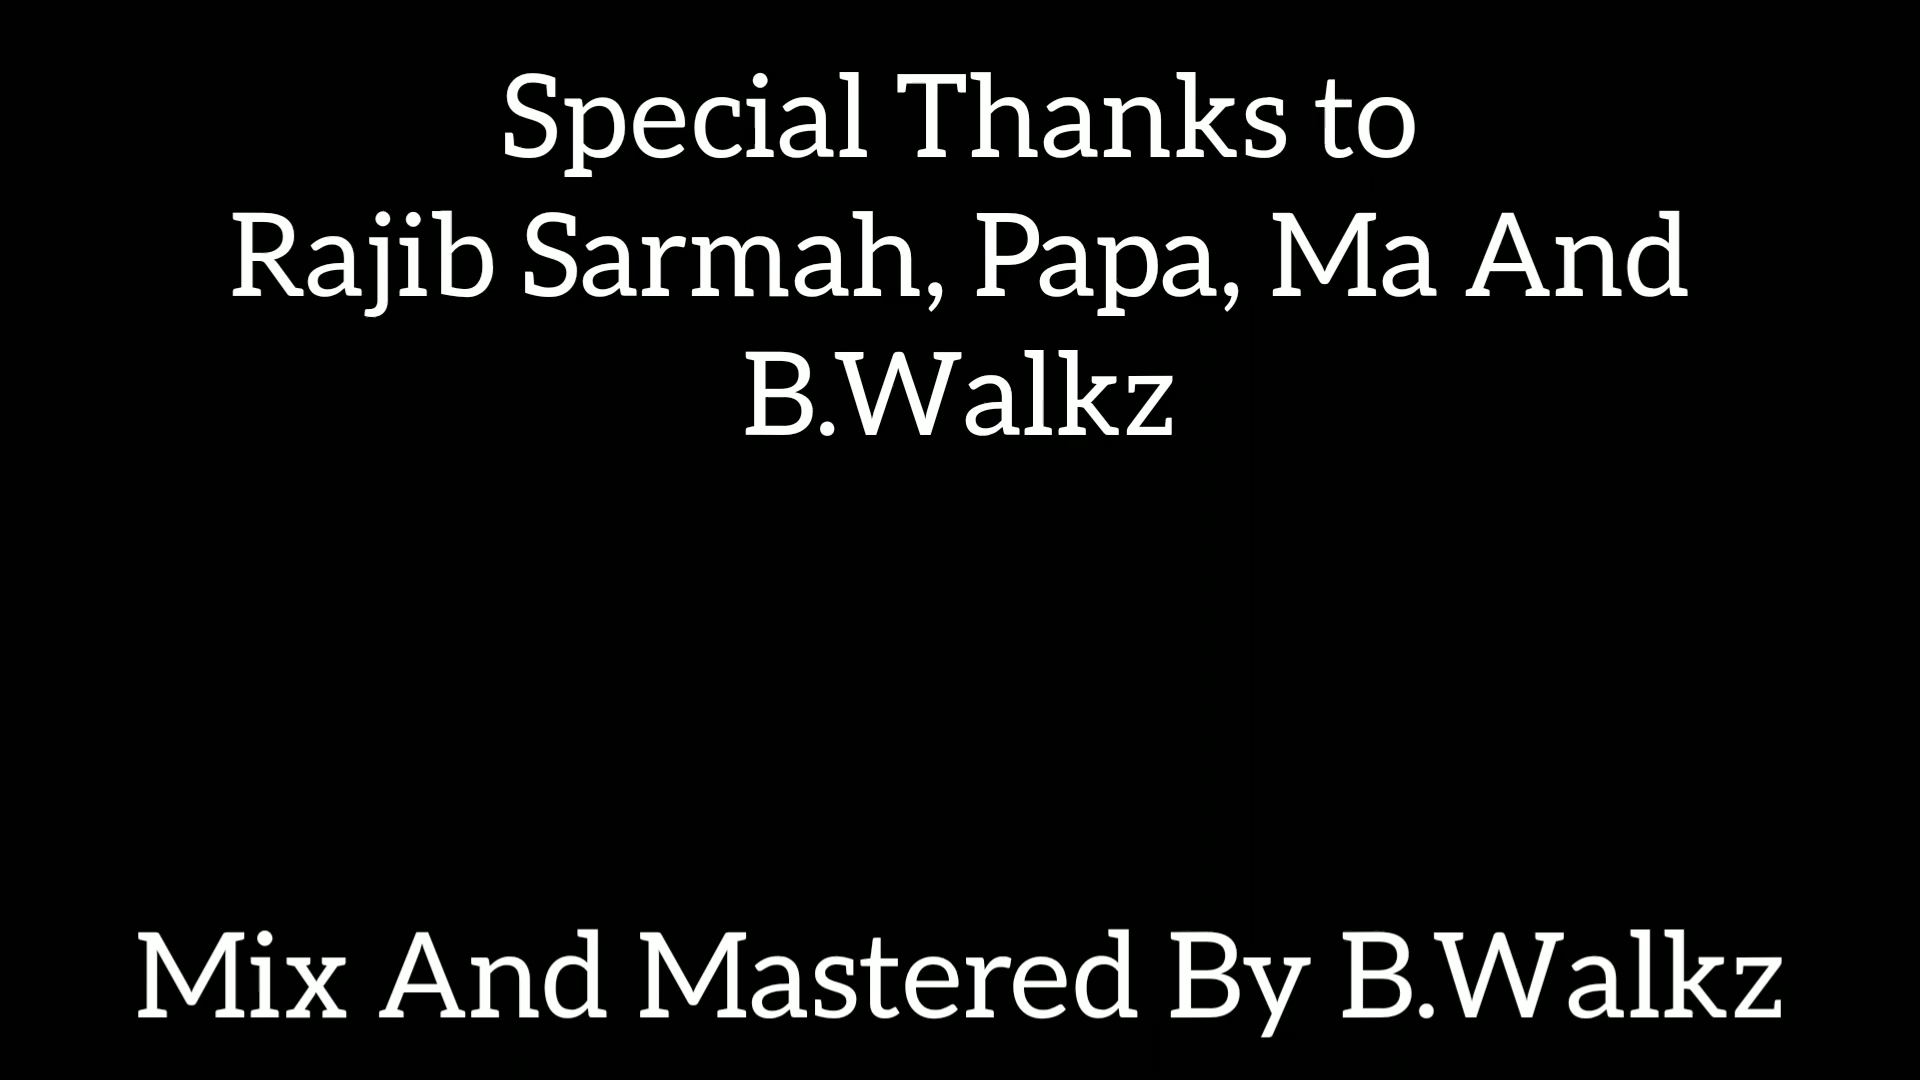 Special Thanks to
Rajib Sarmah, Papa, Ma And
B.Walkz
Mix And Mastered By B.Walkz